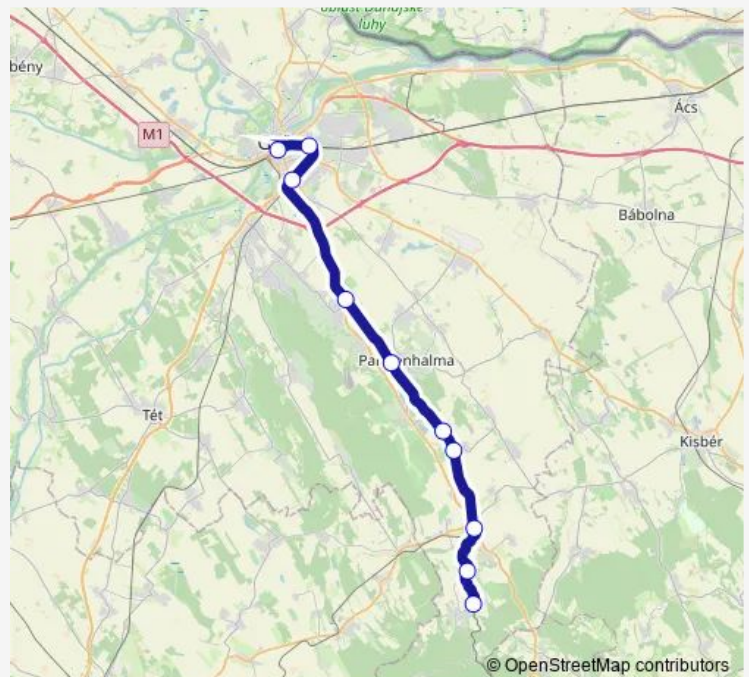 oblast Dunajské
luhy
bény
M1
Ács
Bábolna
Tét
Kisbér
© OpenStreetMap contributors